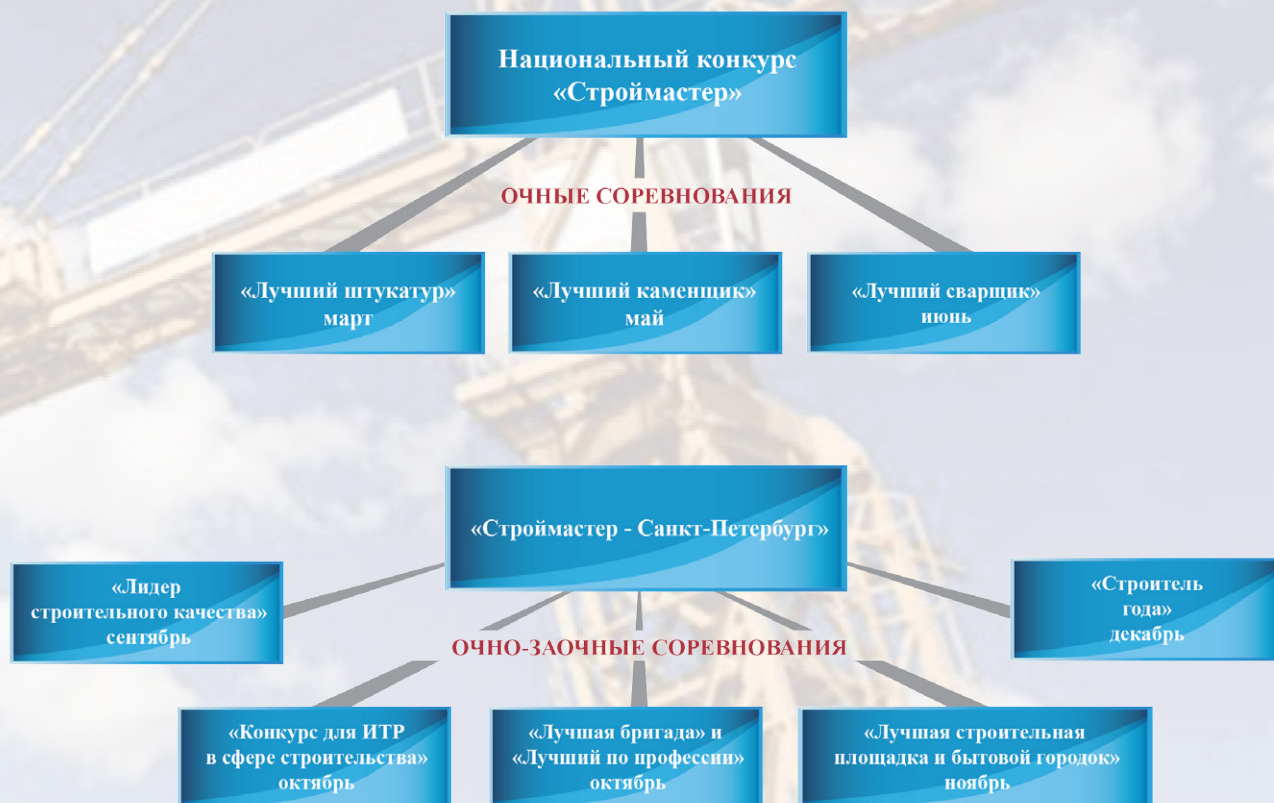 Национальный конкурс
«Строймастер»
ОЧНЫЕ СОРЕВНОВАНИЯ
«Лучший штукатур»
март
«Лучший каменщик»
май
«Лучший сварщик»
июнь
«Строймастер - Санкт-Петербург»
«Лидер
строительного качества»
сентябрь
«Строитель
года»
декабрь
ОЧНО-ЗАОЧНЫЕ СОРЕВНОВАНИЯ
«Конкурс для ИТР
в сфере строительства»
октябрь
«Лучшая бригада» и
«Лучший по профессии»
октябрь
«Лучшая строительная
площадка и бытовой городок»
ноябрь